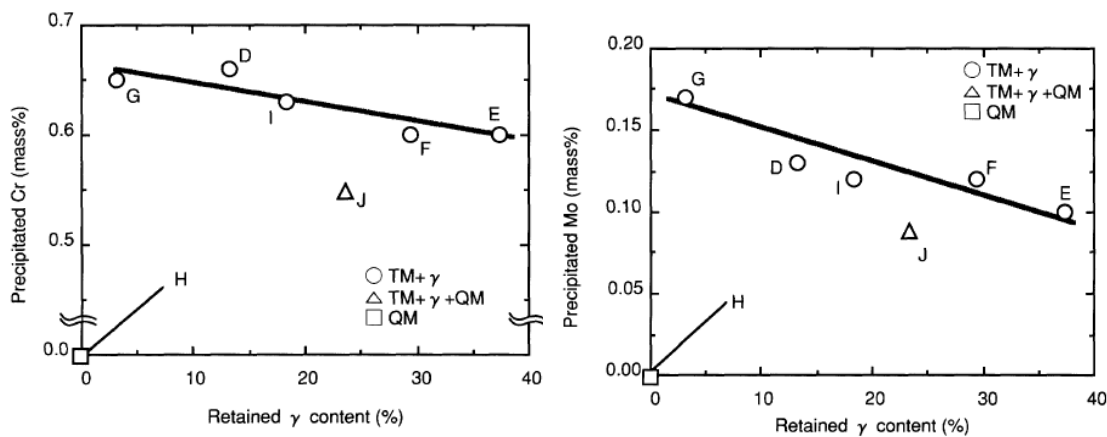 Precipitated Cr (mass%)
0.7
0.6
0.5
0.0
D
G
I
F
E
J
H
○ TM+ γ
△ TM+ γ +QM
□ QM
0 10 20 30 40
Retained γ content (%)
Precipitated Mo (mass%)
0.20
0.15
0.10
0.05
0.00
G
D
I
F
E
J
H
○ TM+ γ
△ TM+ γ +QM
□ QM
0 10 20 30 40
Retained γ content (%)